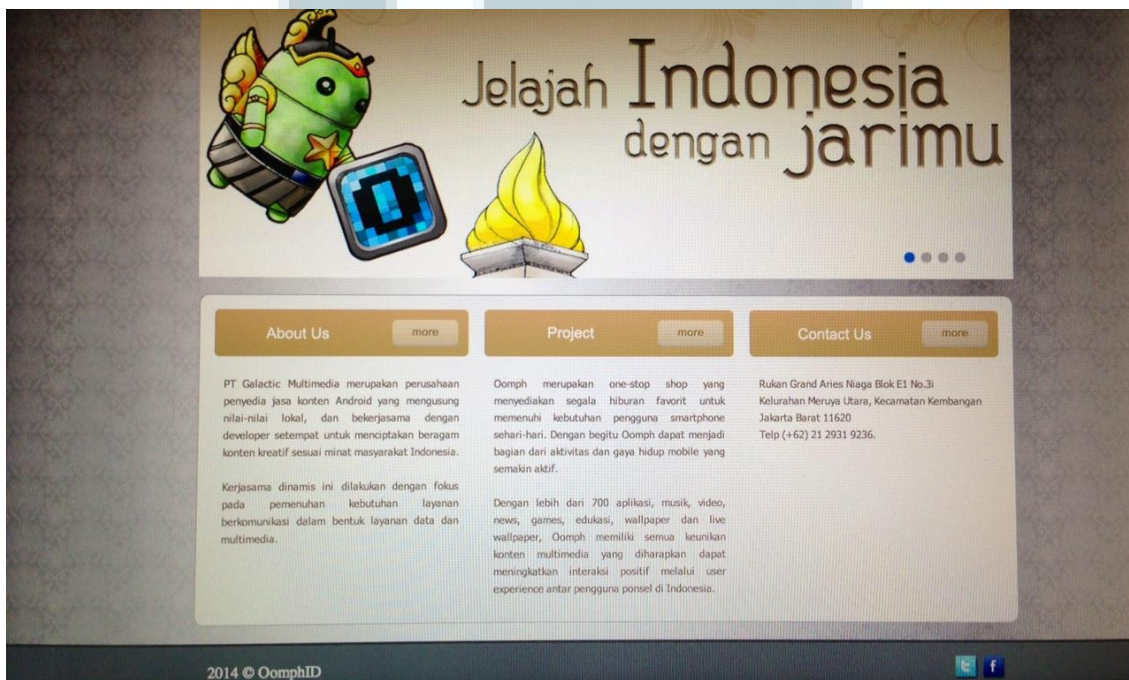 Jelajah Indonesia
dengan jarimu
About Us
more
PT Galactic Multimedia merupakan perusahaan
penyedia jasa konten Android yang mengusung
nilai-nilai lokal, dan bekerjasama dengan
developer setempat untuk menciptakan beragam
konten kreatif sesuai minat masyarakat Indonesia.
Kerjasama dinamis ini dilakukan dengan fokus
pada pemenuhan kebutuhan layanan
berkomunikasi dalam bentuk layanan data dan
multimedia.
Project
more
Oomph merupakan one-stop shop yang
menyediakan segala hiburan favorit untuk
memenuhi kebutuhan pengguna smartphone
sehari-hari. Dengan begitu Oomph dapat menjadi
bagian dari aktivitas dan gaya hidup mobile yang
semakin aktif.
Dengan lebih dari 700 aplikasi, musik, video,
news, games, edukasi, wallpaper dan live
wallpaper, Oomph memiliki semua keunikan
konten multimedia yang diharapkan dapat
meningkatkan interaksi positif melalui user
experience antar pengguna ponsel di Indonesia.
Contact Us
more
Rukan Grand Aries Niaga Blok E1 No.3i
Kelurahan Meruya Utara, Kecamatan Kembangan
Jakarta Barat 11620
Telp (+62) 21 2931 9236.
2014 © OomphID